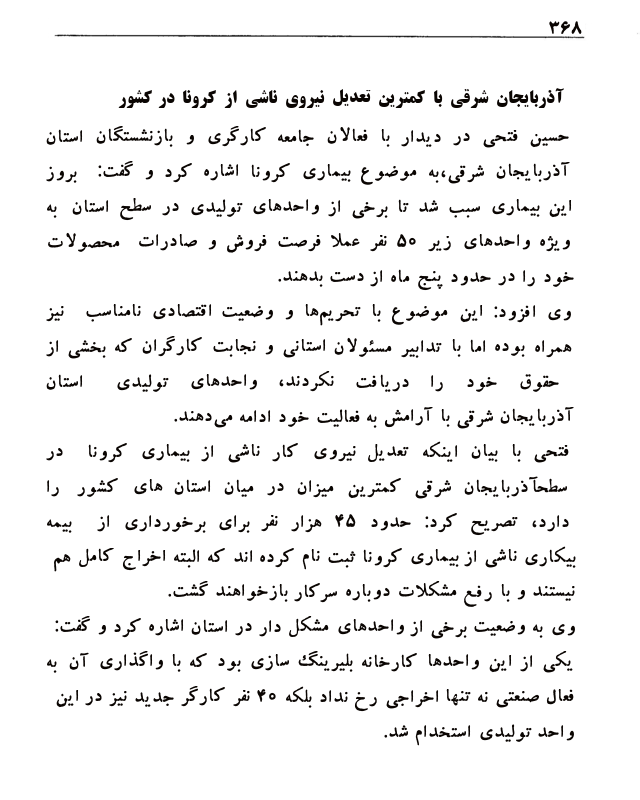 ۳۶۸
آذربایجان شرقی با کمترین تعدیل نیروی ناشی از کرونا در کشور
حسین فتحی در دیدار با فعالان جامعه کارگری و بازنشستگان استان
آذربایجان شرقی،به موضوع بیماری کرونا اشاره کرد و گفت: بروز
این بیماری سبب شد تا برخی از واحدهای تولیدی در سطح استان به
ویژه واحدهای زیر ۵۰ نفر عملا فرصت فروش و صادرات محصولات
خود را در حدود پنج ماه از دست بدهند.
وی افزود: این موضوع با تحریم‌ها و وضعیت اقتصادی نامناسب نیز
همراه بوده اما با تدابیر مسئولان استانی و نجابت کارگران که بخشی از
حقوق خود را دریافت نکردند، واحدهای تولیدی استان
آذربایجان شرقی با آرامش به فعالیت خود ادامه می‌دهند.
فتحی با بیان اینکه تعدیل نیروی کار ناشی از بیماری کرونا در
سطحآذربایجان شرقی کمترین میزان در میان استان های کشور را
دارد، تصریح کرد: حدود ۴۵ هزار نفر برای برخورداری از بیمه
بیکاری ناشی از بیماری کرونا ثبت نام کرده اند که البته اخراج کامل هم
نیستند و با رفع مشکلات دوباره سرکار بازخواهند گشت.
وی به وضعیت برخی از واحدهای مشکل دار در استان اشاره کرد و گفت:
یکی از این واحدها کارخانه بلیرینگ سازی بود که با واگذاری آن به
فعال صنعتی نه تنها اخراجی رخ نداد بلکه ۴۰ نفر کارگر جدید نیز در این
واحد تولیدی استخدام شد.